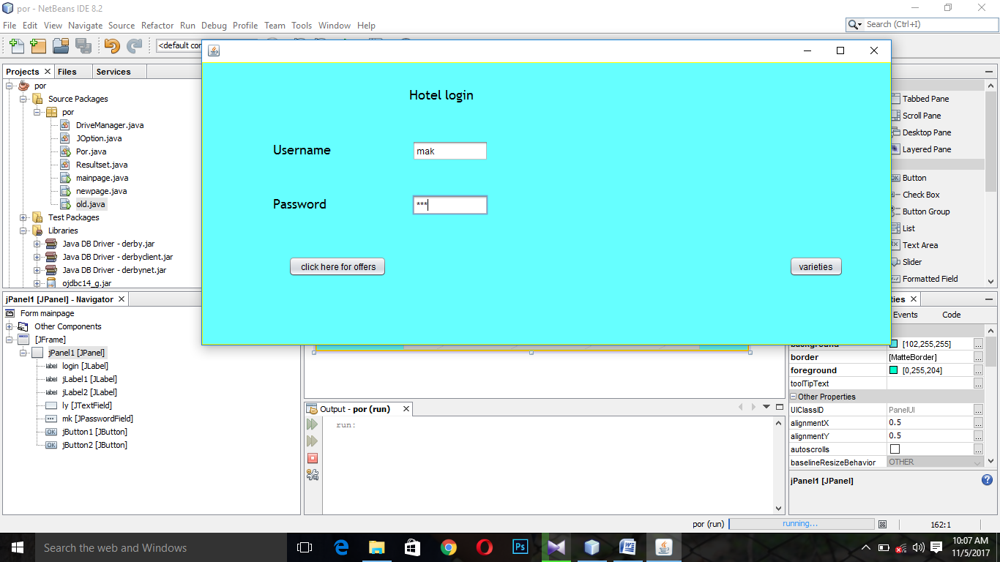 por - NetBeans IDE 8.2
File Edit View Navigate Source Refactor Run Debug Profile Team Tools Window Help
Search (Ctrl+I)
<default con
Projects Files Services
por
Source Packages
por
DriveManager.java
JOption.java
Por.java
Resultset.java
mainpage.java
newpage.java
old.java
Test Packages
Libraries
Java DB Driver - derby.jar
Java DB Driver - derbyclient.jar
Java DB Driver - derbynet.jar
ojdbc14_g.jar
jPanel1 [JPanel] - Navigator
Form mainpage
Other Components
[JFrame]
jPanel1 [JPanel]
login [JLabel]
jLabel1 [JLabel]
jLabel2 [JLabel]
ly [JTextField]
mk [JPasswordField]
OK jButton1 [JButton]
OK jButton2 [JButton]
Hotel login
Username mak
Password ***
click here for offers varieties
Tabbed Pane
Scroll Pane
Desktop Pane
Layered Pane
OK Button
Check Box
Button Group
List
Text Area
Slider
Formatted Field
Output - por (run)
run:
ties
Events Code
background [102,255,255] ...
border [MatteBorder] ...
foreground [0,255,204] ...
toolTipText ...
Other Properties
UIClassID PanelUI ...
alignmentX 0.5 ...
alignmentY 0.5 ...
autoscrolls ...
baselineResizeBehavior OTHER
jPanel1 [JPanel]
por (run) running... 162:1
Search the web and Windows
Ps
10:07 AM
11/5/2017